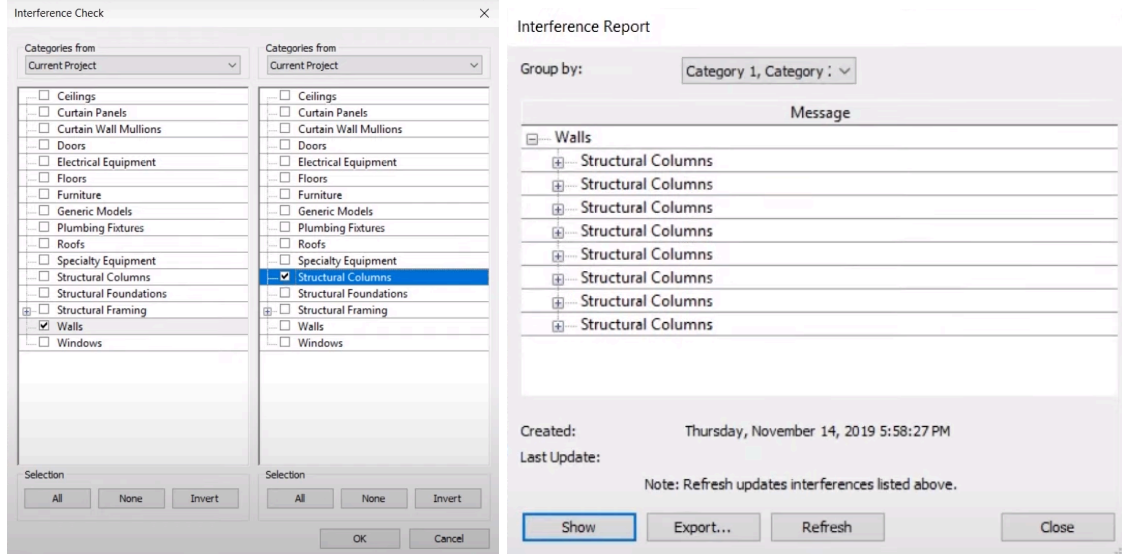 Interference Check
Categories from
Current Project
Ceilings
Curtain Panels
Curtain Wall Mullions
Doors
Electrical Equipment
Floors
Furniture
Generic Models
Plumbing Fixtures
Roofs
Specialty Equipment
Structural Columns
Structural Foundations
Structural Framing
Walls
Windows
Selection
All None Invert
Categories from
Current Project
Ceilings
Curtain Panels
Curtain Wall Mullions
Doors
Electrical Equipment
Floors
Furniture
Generic Models
Plumbing Fixtures
Roofs
Specialty Equipment
Structural Columns
Structural Foundations
Structural Framing
Walls
Windows
Selection
All None Invert
OK Cancel
Interference Report
Group by: Category 1, Category
Message
Walls
Structural Columns
Structural Columns
Structural Columns
Structural Columns
Structural Columns
Structural Columns
Structural Columns
Structural Columns
Created: Thursday, November 14, 2019 5:58:27 PM
Last Update:
Note: Refresh updates interferences listed above.
Show Export... Refresh Close